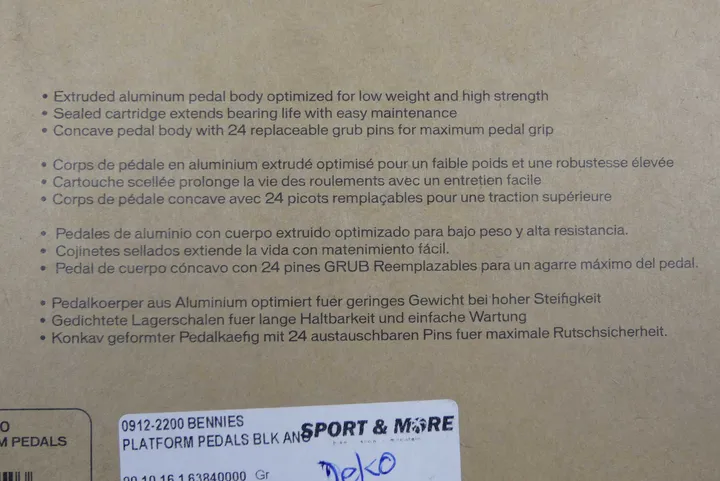 • Extruded aluminum pedal body optimized for low weight and high strength
• Sealed cartridge extends bearing life with easy maintenance
• Concave pedal body with 24 replaceable grub pins for maximum pedal grip
• Corps de pédale en aluminium extrudé optimisé pour un faible poids et une robustesse élevée
• Cartouche scellée prolonge la vie des roulements avec un entretien facile
• Corps de pédale concave avec 24 picots remplaçables pour une traction supérieure
• Pedales de aluminio con cuerpo extruido optimizado para bajo peso y alta resistancia.
• Cojinetes sellados extiende la vida con matenimiento fácil.
• Pedal de cuerpo cóncavo con 24 pines GRUB Reemplazables para un agarre máximo del pedal.
• Pedalkoerper aus Aluminium optimiert fuer geringes Gewicht bei hoher Steifigkeit
• Gedichtete Lagerschalen fuer lange Haltbarkeit und einfache Wartung
• Konkav geformter Pedalkaefig mit 24 austauschbaren Pins fuer maximale Rutschsicherheit.
O
M PEDALS
0912-2200 BENNIES
PLATFORM PEDALS BLK ANO
SPORT & MORE
00 10 16 1 63840000 Gr
Neko